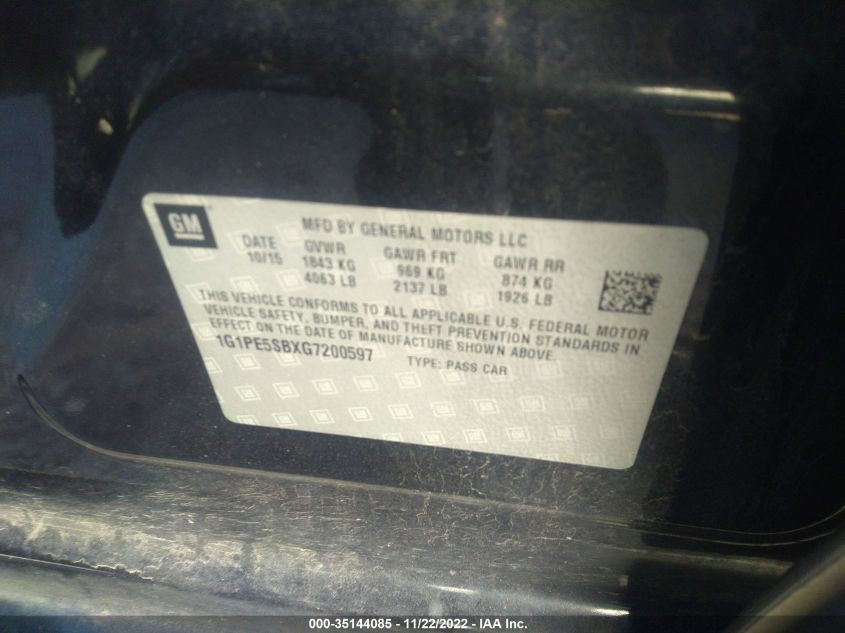 GM
MFD BY GENERAL MOTORS LLC
DATE GVWR GAWR FRT GAWR RR
10/15 1843 KG 969 KG 874 KG
4063 LB 2137 LB 1926 LB
THIS VEHICLE CONFORMS TO ALL APPLICABLE U.S. FEDERAL MOTOR
VEHICLE SAFETY, BUMPER, AND THEFT PREVENTION STANDARDS IN
EFFECT ON THE DATE OF MANUFACTURE SHOWN ABOVE.
1G1PE5SBXG7200597 TYPE: PASS CAR
000-35144085 - 11/22/2022 - IAA Inc.